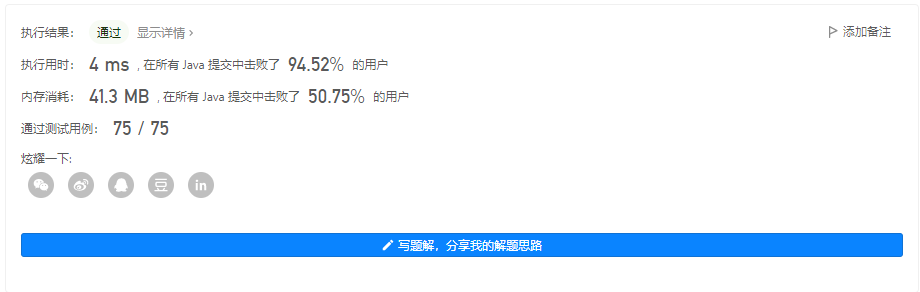 执行结果： 通过 显示详情 › 添加备注
执行用时： 4 ms , 在所有 Java 提交中击败了 94.52% 的用户
内存消耗： 41.3 MB , 在所有 Java 提交中击败了 50.75% 的用户
通过测试用例： 75 / 75
炫耀一下:
豆 in
写题解，分享我的解题思路